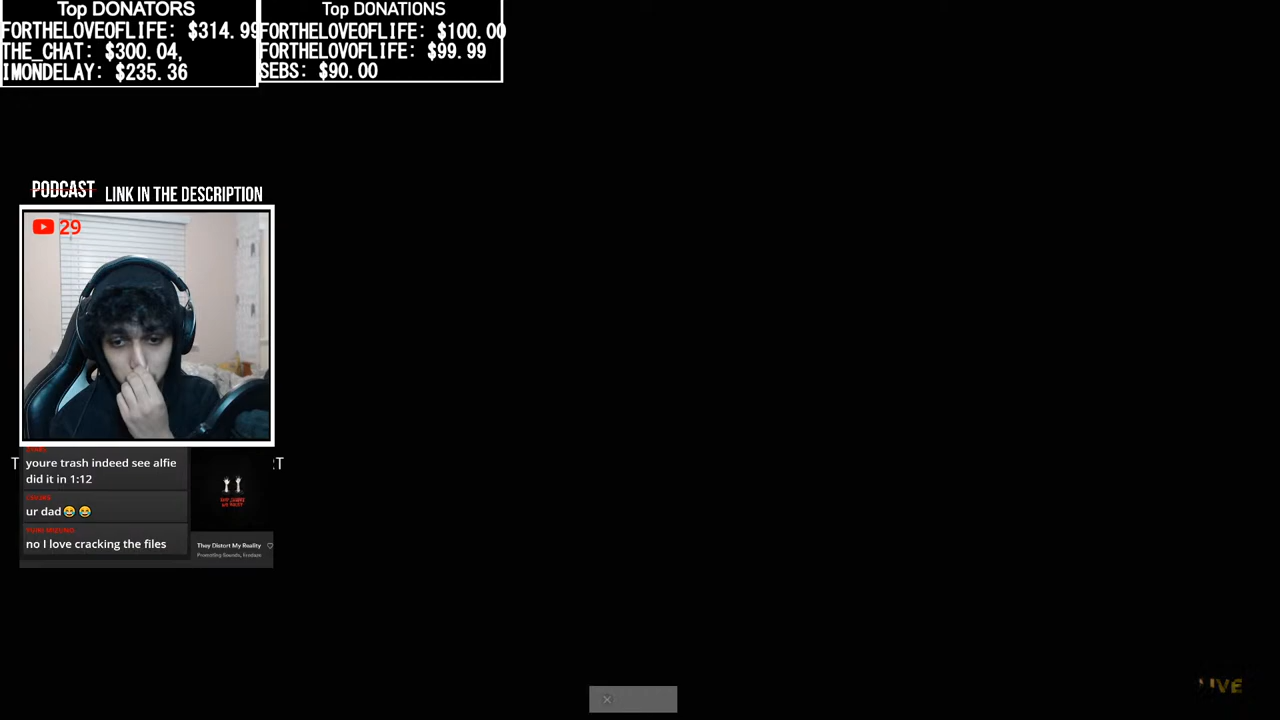 Top DONATORS
FORTHELOVEOFLIFE: $314.99
THE_CHAT: $300.04,
IMONDELAY: $235.36
Top DONATIONS
FORTHELOVEOFLIFE: $100.00
FORTHELOVOFLIFE: $99.99
SEBS: $90.00
PODCAST LINK IN THE DESCRIPTION
29
youre trash indeed see alfie
did it in 1:12
ur dad😂😂
no I love cracking the files
They Distort My Reality
LIVE